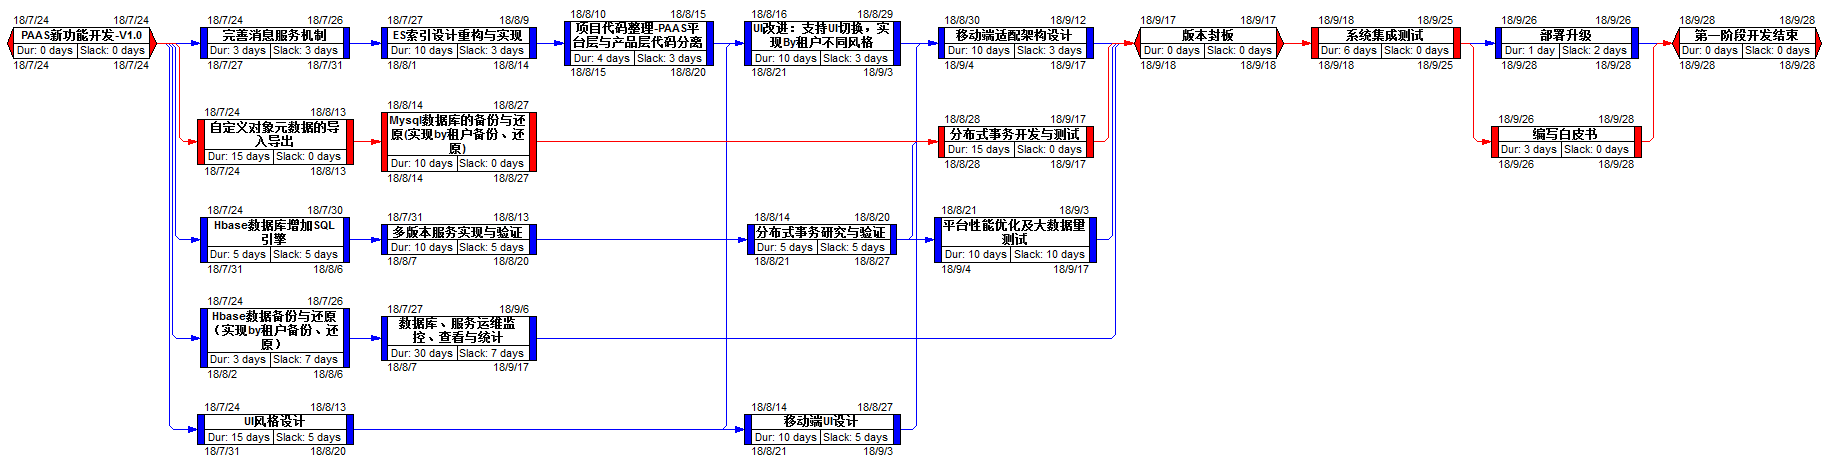 18/7/24 18/7/24
PAAS新功能开发-V1.0
Dur: 0 days Slack: 0 days
18/7/24 18/7/24
18/7/24 18/7/26
完善消息服务机制
Dur: 3 days Slack: 3 days
18/7/27 18/7/31
18/7/27 18/8/9
ES索引设计重构与实现
Dur: 10 days Slack: 3 days
18/8/1 18/8/14
18/8/10 18/8/15
项目代码整理-PAAS平
台层与产品层代码分离
Dur: 4 days Slack: 3 days
18/8/15 18/8/20
18/8/16 18/8/29
UI改进：支持UI切换，实
现By租户不同风格
Dur: 10 days Slack: 3 days
18/8/21 18/9/3
18/8/30 18/9/12
移动端适配架构设计
Dur: 10 days Slack: 3 days
18/9/4 18/9/17
18/9/17 18/9/17
版本封板
Dur: 0 days Slack: 0 days
18/9/18 18/9/18
18/9/18 18/9/25
系统集成测试
Dur: 6 days Slack: 0 days
18/9/18 18/9/25
18/9/26 18/9/26
部署升级
Dur: 1 day Slack: 2 days
18/9/28 18/9/28
18/9/28 18/9/28
第一阶段开发结束
Dur: 0 days Slack: 0 days
18/9/28 18/9/28
18/7/24 18/8/13
自定义对象元数据的导
入导出
Dur: 15 days Slack: 0 days
18/7/24 18/8/13
18/8/14 18/8/27
Mysql数据库的备份与还
原(实现by租户备份、还
原)
Dur: 10 days Slack: 0 days
18/8/14 18/8/27
18/8/28 18/9/17
分布式事务开发与测试
Dur: 15 days Slack: 0 days
18/8/28 18/9/17
18/9/26 18/9/28
编写白皮书
Dur: 3 days Slack: 0 days
18/9/26 18/9/28
18/7/24 18/7/30
Hbase数据库增加SQL
引擎
Dur: 5 days Slack: 5 days
18/7/31 18/8/6
18/7/31 18/8/13
多版本服务实现与验证
Dur: 10 days Slack: 5 days
18/8/7 18/8/20
18/8/14 18/8/20
分布式事务研究与验证
Dur: 5 days Slack: 5 days
18/8/21 18/8/27
18/8/21 18/9/3
平台性能优化及大数据量
测试
Dur: 10 days Slack: 10 days
18/9/4 18/9/17
18/7/24 18/7/26
Hbase数据备份与还原
（实现by租户备份、还
原）
Dur: 3 days Slack: 7 days
18/8/2 18/8/6
18/7/27 18/9/6
数据库、服务运维监
控、查看与统计
Dur: 30 days Slack: 7 days
18/8/7 18/9/17
18/7/24 18/8/13
UI风格设计
Dur: 15 days Slack: 5 days
18/7/31 18/8/20
18/8/14 18/8/27
移动端UI设计
Dur: 10 days Slack: 5 days
18/8/21 18/9/3